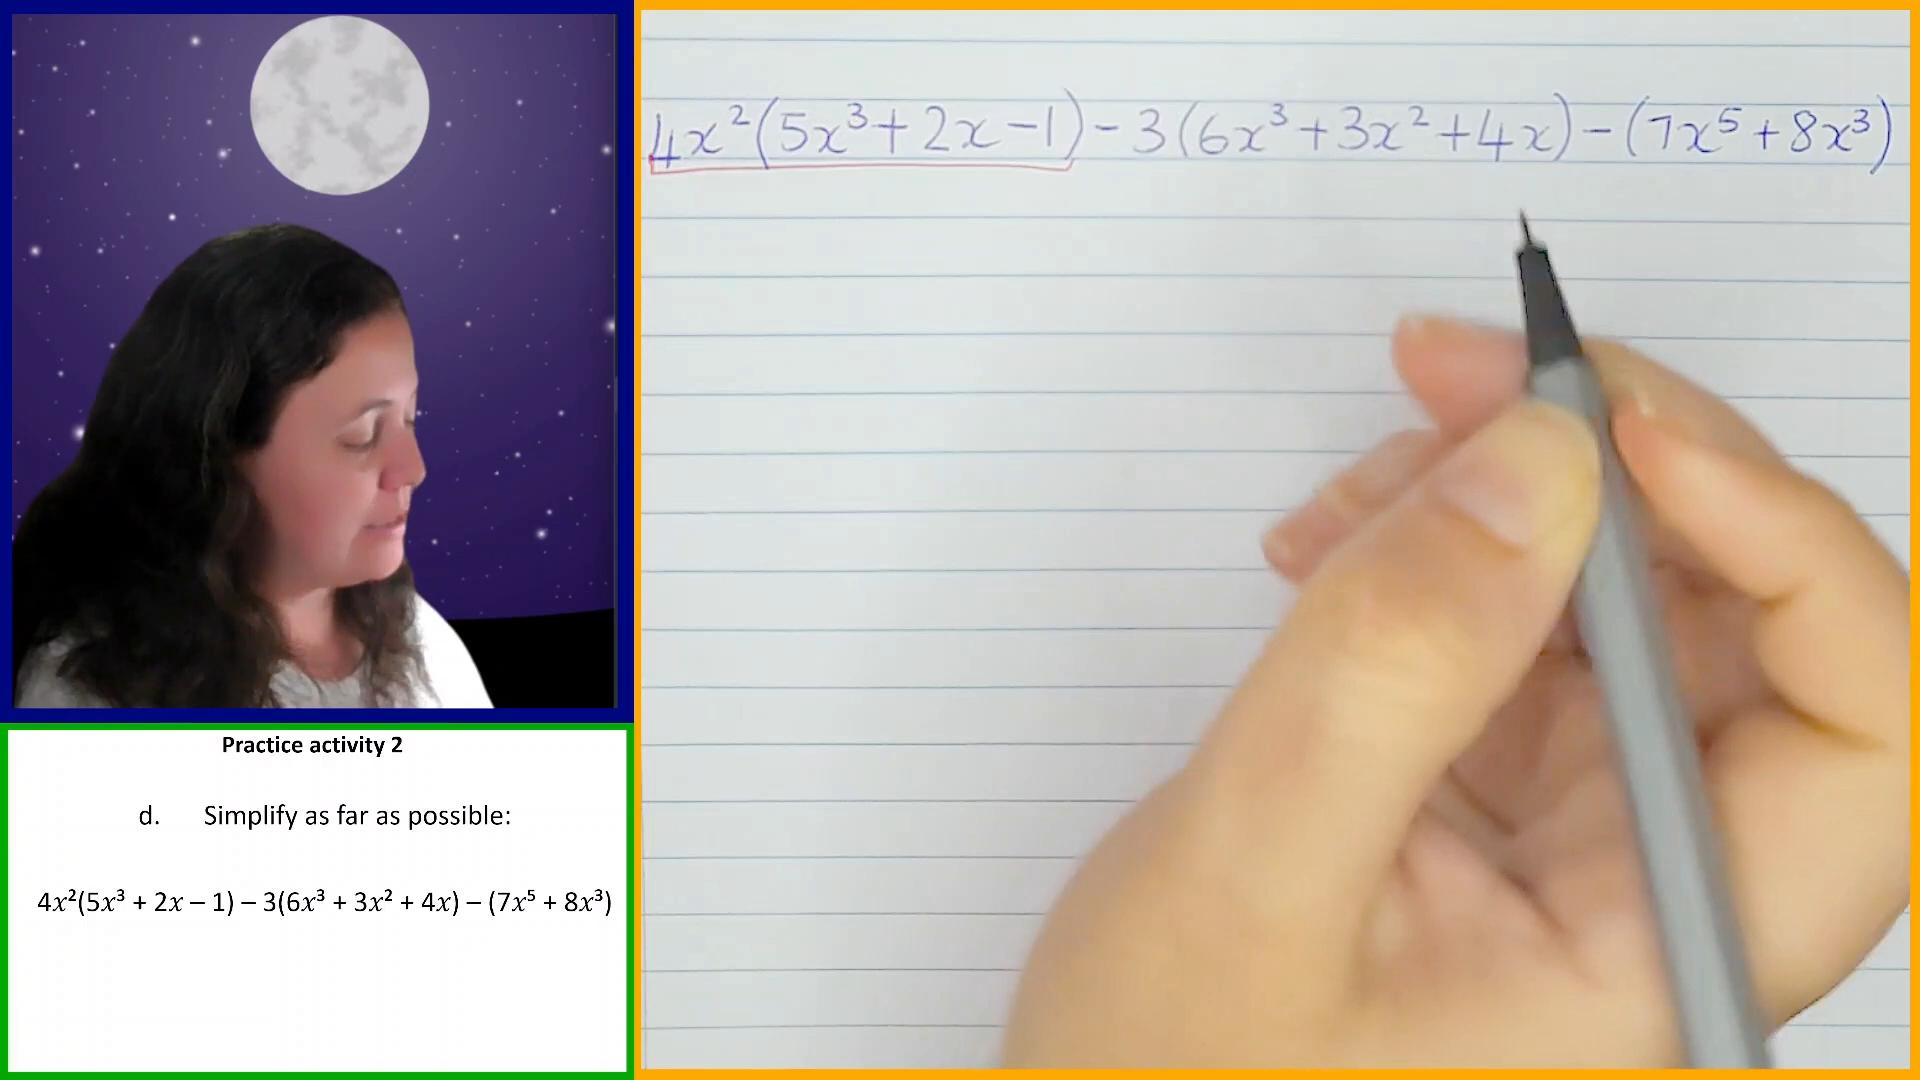 4x²(5x³+2x-1)-3(6x³+3x²+4x)-(7x⁵+8x³)
Practice activity 2
d. Simplify as far as possible:
4x²(5x³ + 2x – 1) – 3(6x³ + 3x² + 4x) – (7x⁵ + 8x³)